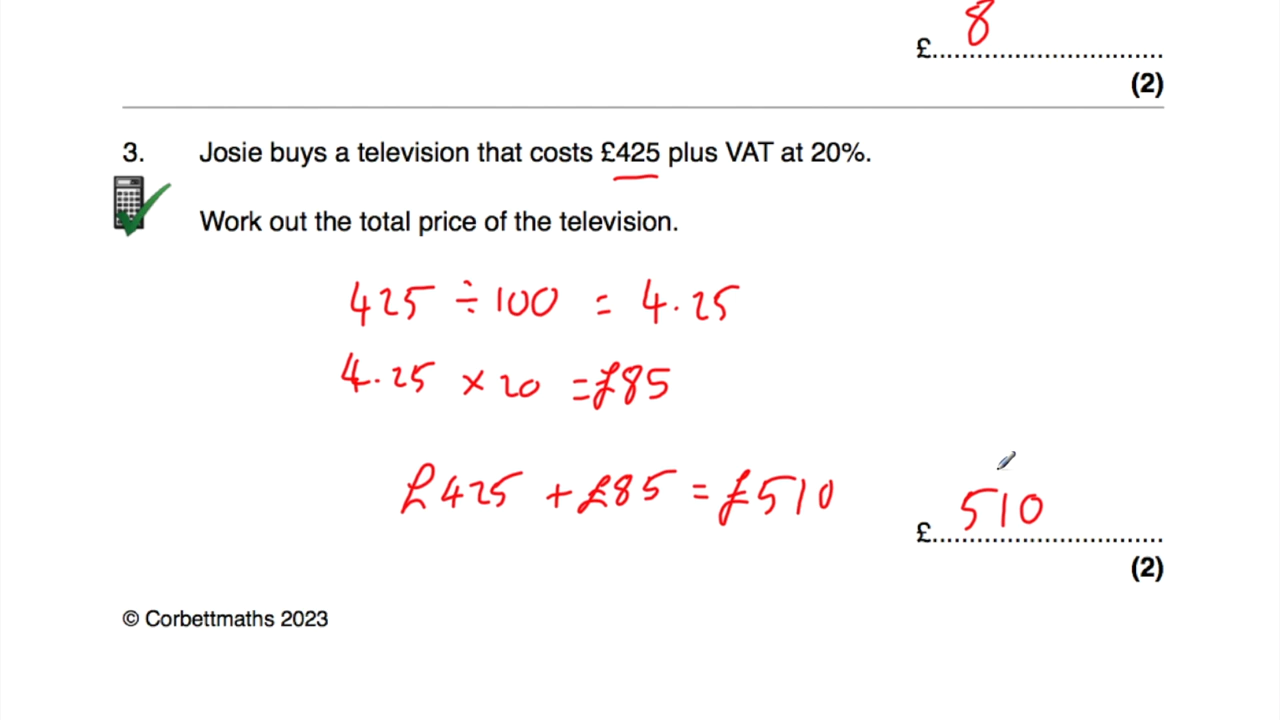 8
£................................
(2)
3. Josie buys a television that costs £425 plus VAT at 20%.
Work out the total price of the television.
425 ÷ 100 = 4.25
4.25 × 20 = £85
£425 + £85 = £510
510
£................................
(2)
© Corbettmaths 2023